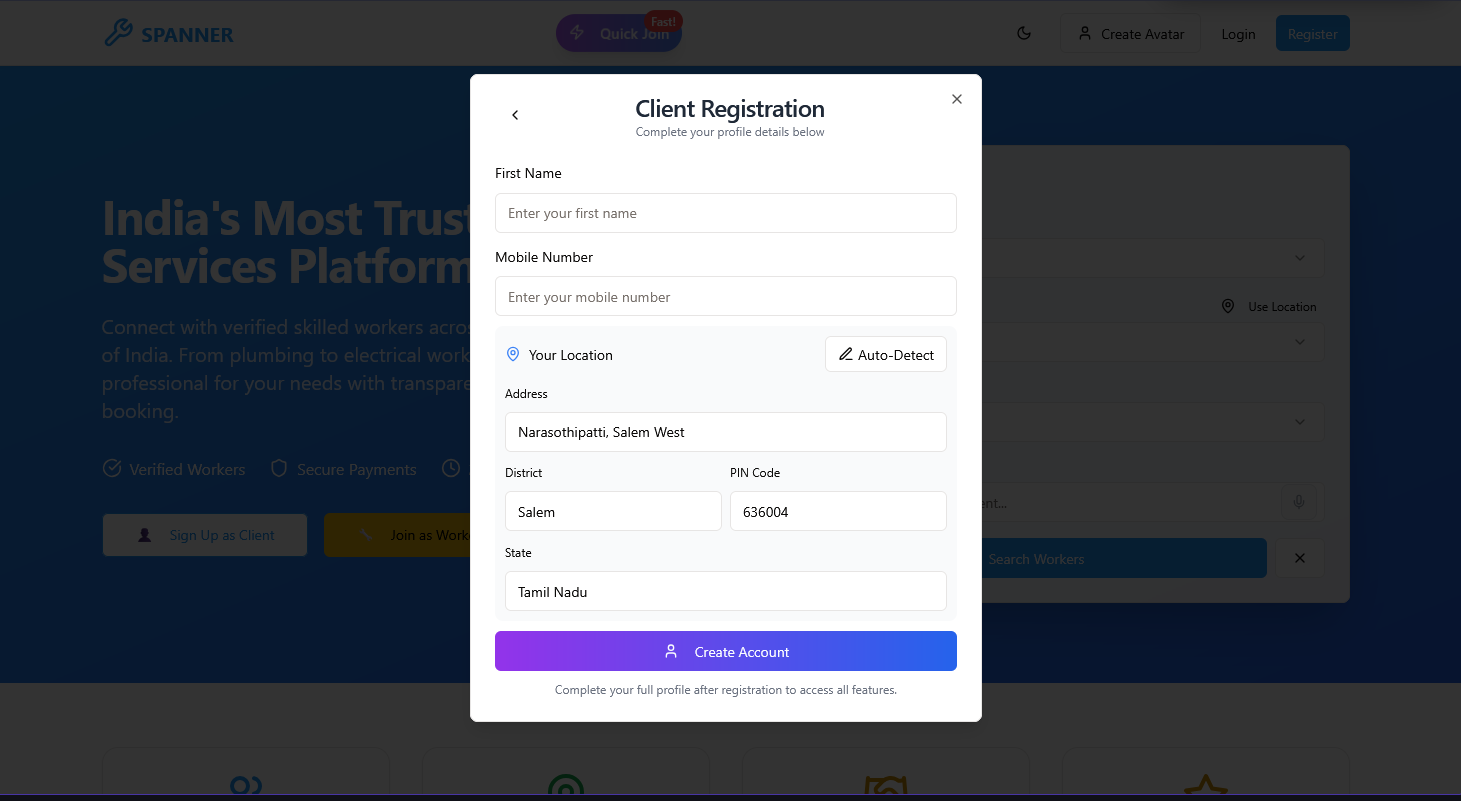 SPANNER
Quick Join
Fast!
Create Avatar
Login
Register
Client Registration
Complete your profile details below
First Name
Enter your first name
Mobile Number
Enter your mobile number
Your Location
Auto-Detect
Address
Narasothipatti, Salem West
District
PIN Code
Salem
636004
State
Tamil Nadu
Create Account
Complete your full profile after registration to access all features.
India's Most Trust
Services Platform
Connect with verified skilled workers acros
of India. From plumbing to electrical work
professional for your needs with transpare
booking.
Verified Workers
Secure Payments
Sign Up as Client
Join as Work
Use Location
Search Workers